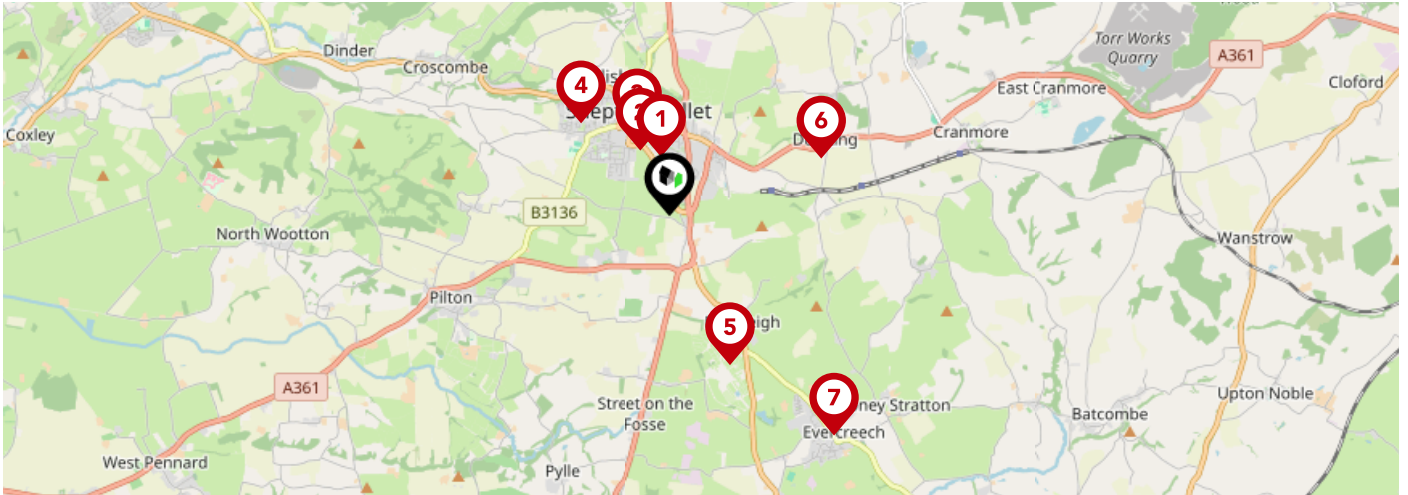 Torr Works
Quarry
A361
Dinder
Croscombe
Cloford
East Cranmore
4
1
6
Coxley
Cranmore
B3136
North Wootton
Wanstrow
Pilton
5
A361
7
Upton Noble
Street on the
Fosse
Batcombe
Evercreech
West Pennard
Pylle